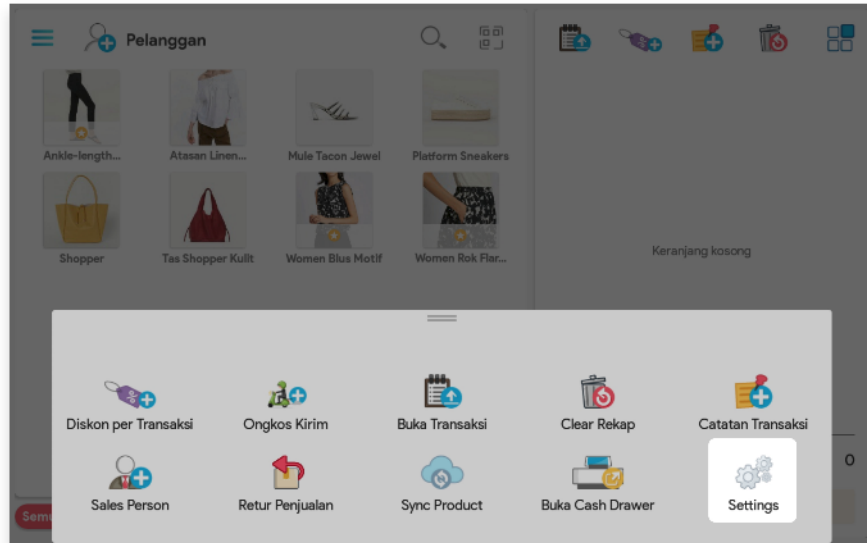 Pelanggan
Ankle-length...
Atasan Linen...
Mule Tacon Jewel
Platform Sneakers
Shopper
Tas Shopper Kulit
Women Blus Motif
Women Rok Flar...
Keranjang kosong
Diskon per Transaksi
Ongkos Kirim
Buka Transaksi
Clear Rekap
Catatan Transaksi
0
Sales Person
Retur Penjualan
Sync Product
Buka Cash Drawer
Settings